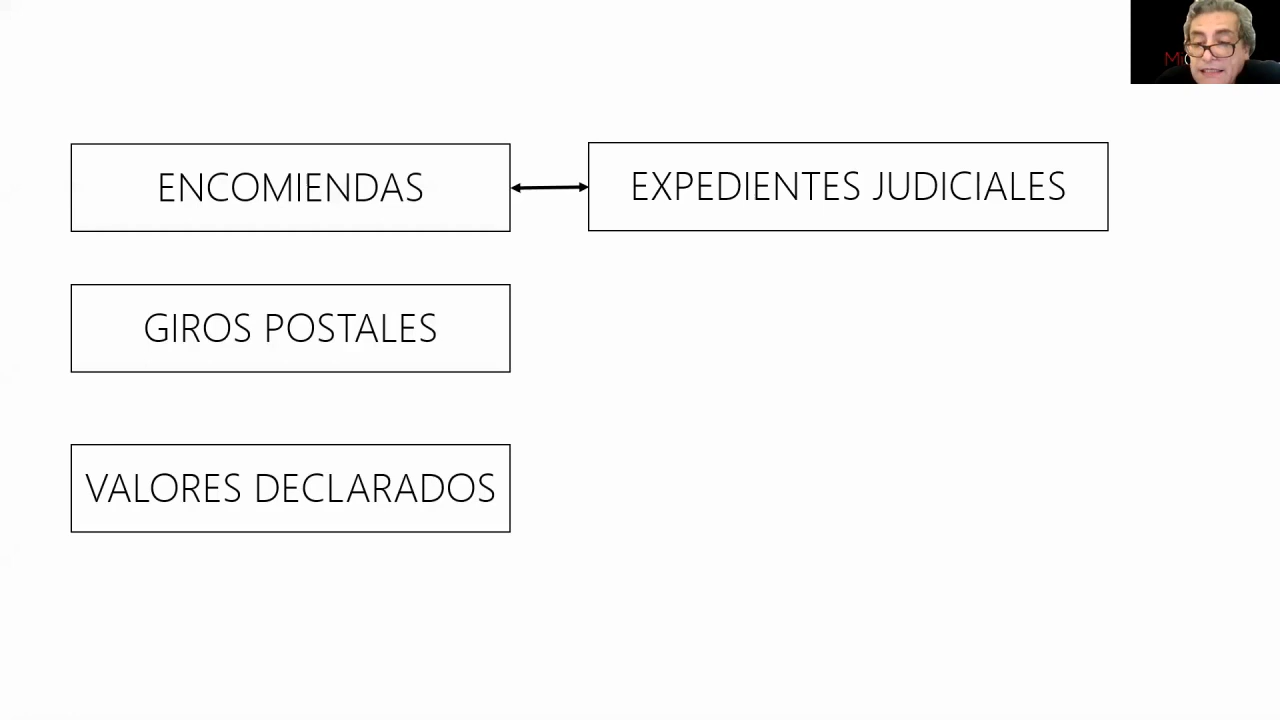 ENCOMIENDAS
EXPEDIENTES JUDICIALES
GIROS POSTALES
VALORES DECLARADOS